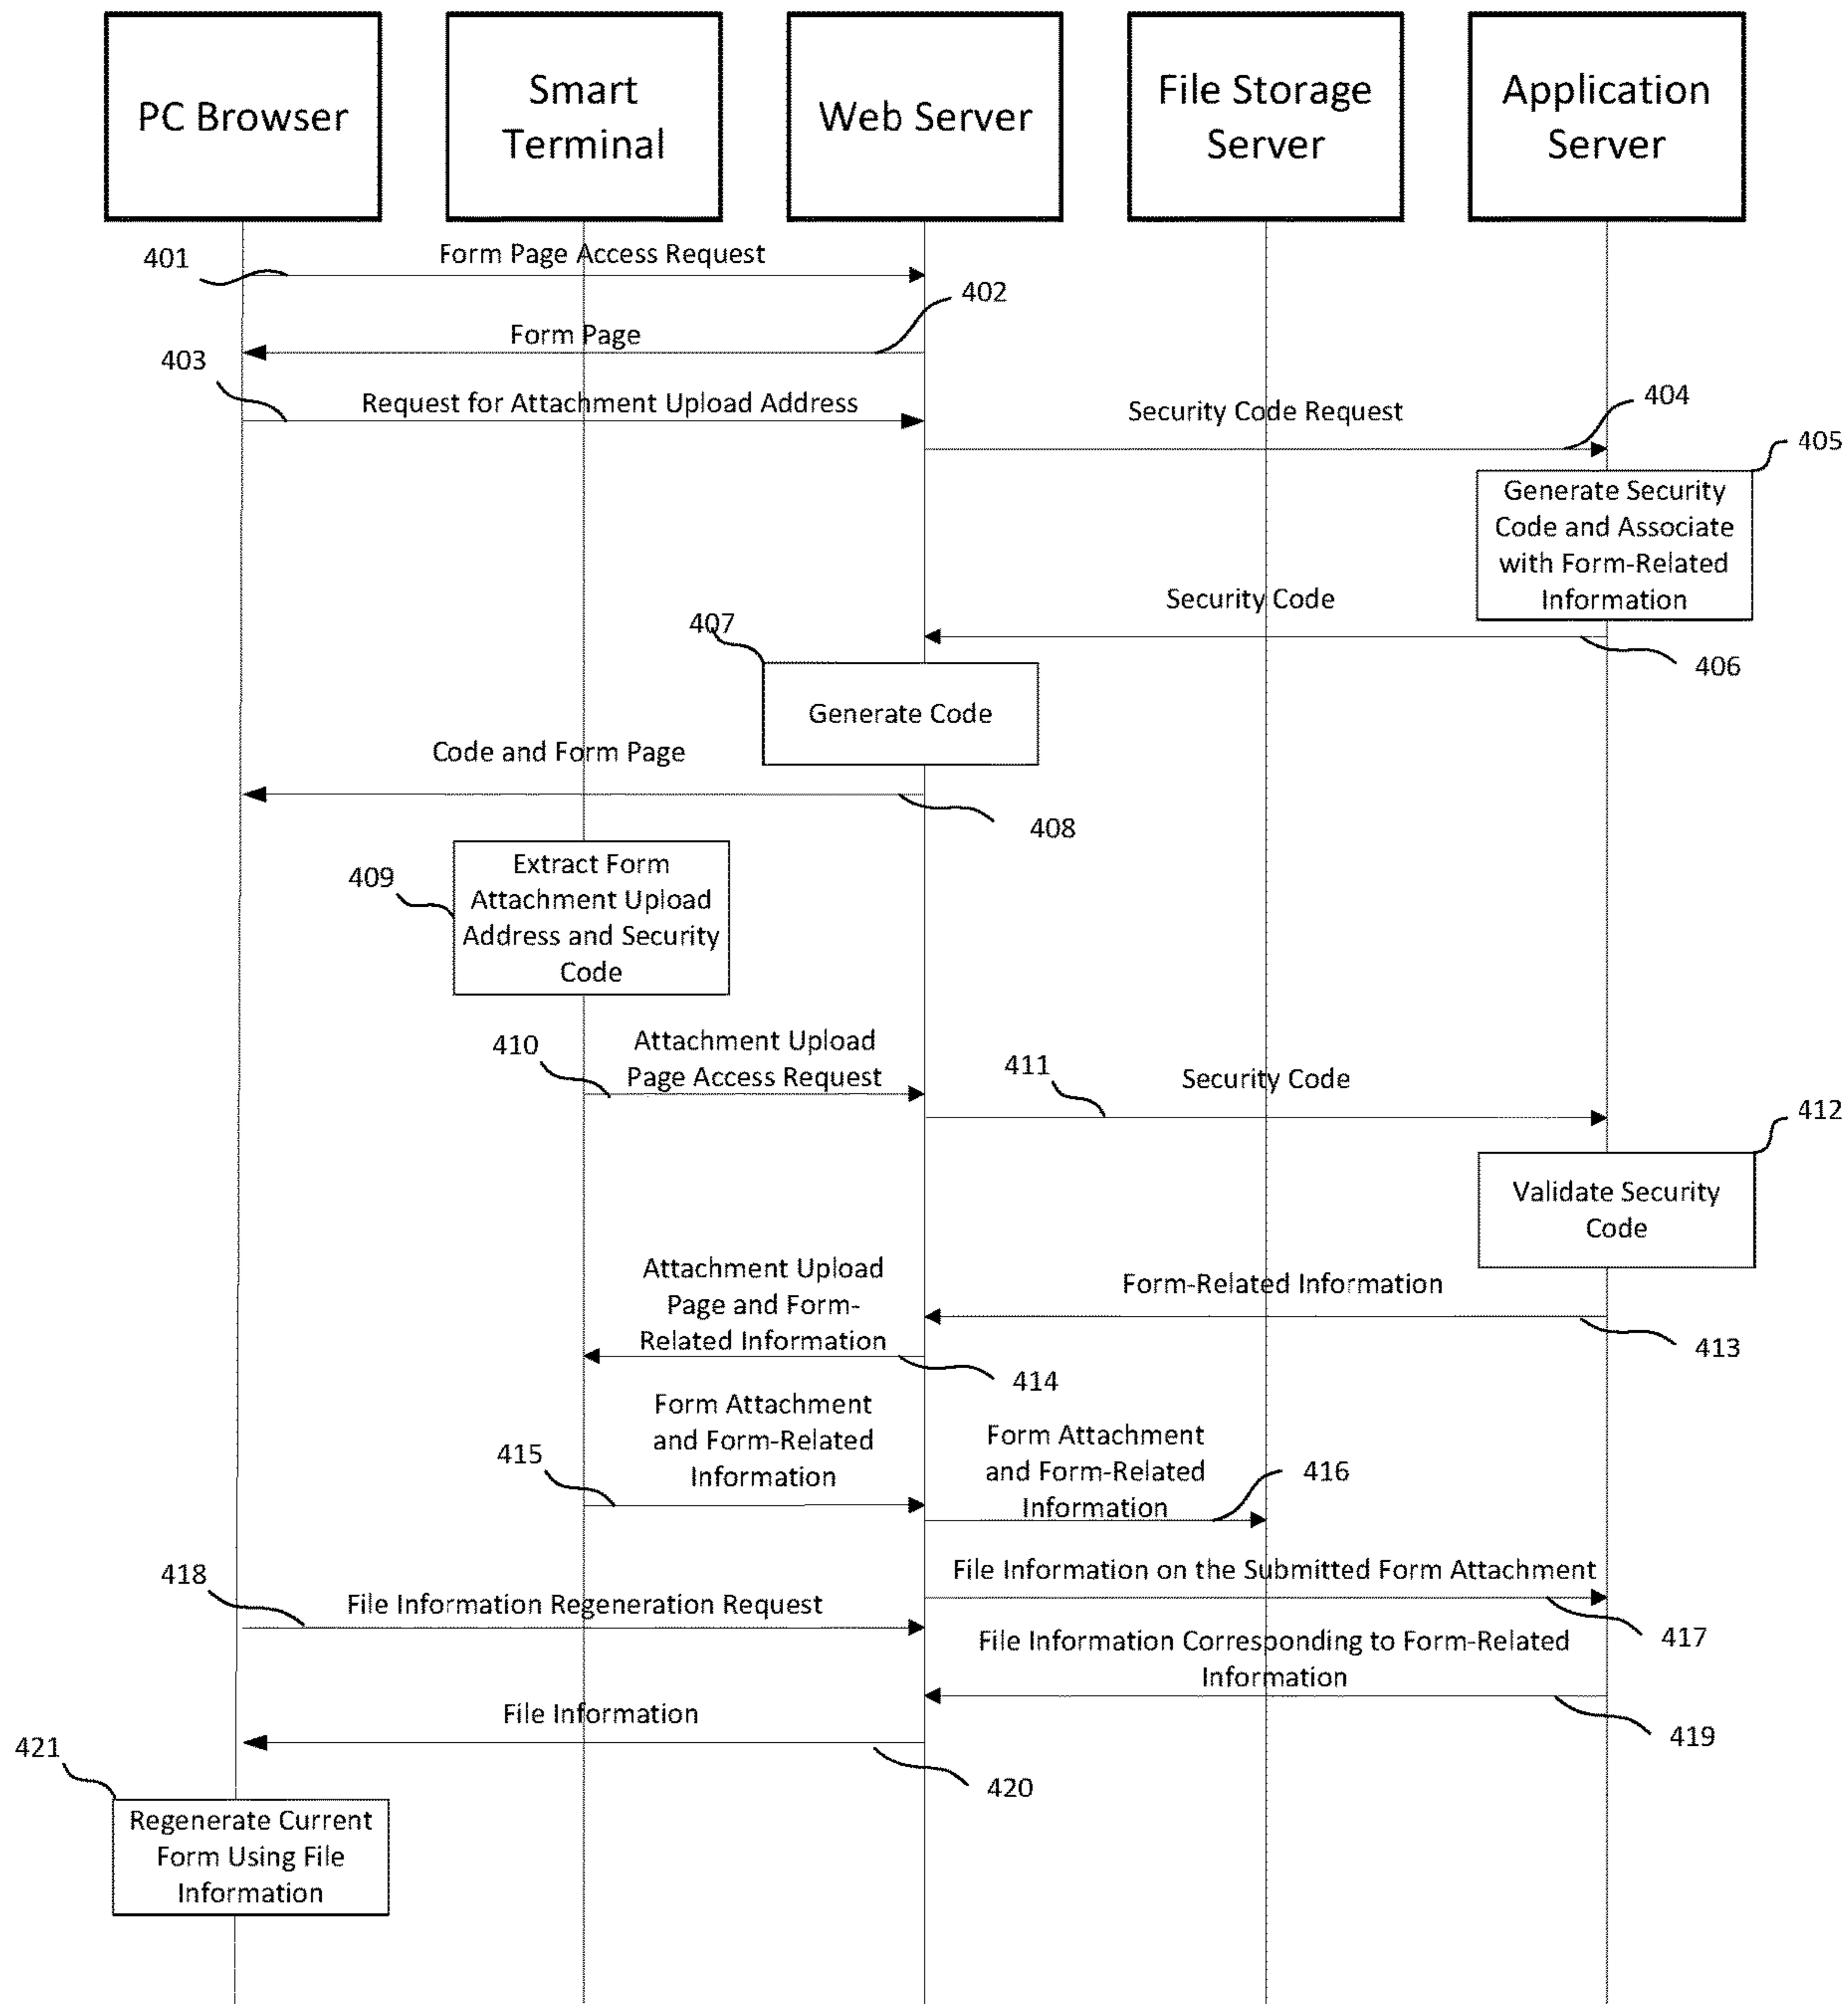 PC Browser
Smart
Terminal
Web Server
File Storage
Server
Application
Server
401
Form Page Access Request
402
Form Page
403
Request for Attachment Upload Address
Security Code Request
404
405
Generate Security
Code and Associate
with Form-Related
Information
Security Code
406
407
Generate Code
Code and Form Page
408
409
Extract Form
Attachment Upload
Address and Security
Code
410
Attachment Upload
Page Access Request
411
Security Code
412
Validate Security
Code
Form-Related Information
413
Attachment Upload
Page and Form-
Related Information
414
Form Attachment
and Form-Related
Information
415
Form Attachment
and Form-Related
Information
416
File Information on the Submitted Form Attachment
417
418
File Information Regeneration Request
File Information Corresponding to Form-Related
Information
419
File Information
420
421
Regenerate Current
Form Using File
Information